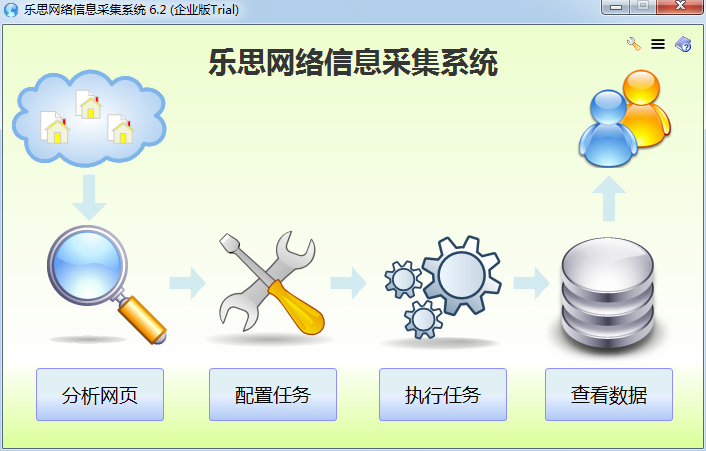 乐思网络信息采集系统 6.2 (企业版Trial)
乐思网络信息采集系统
分析网页
配置任务
执行任务
查看数据